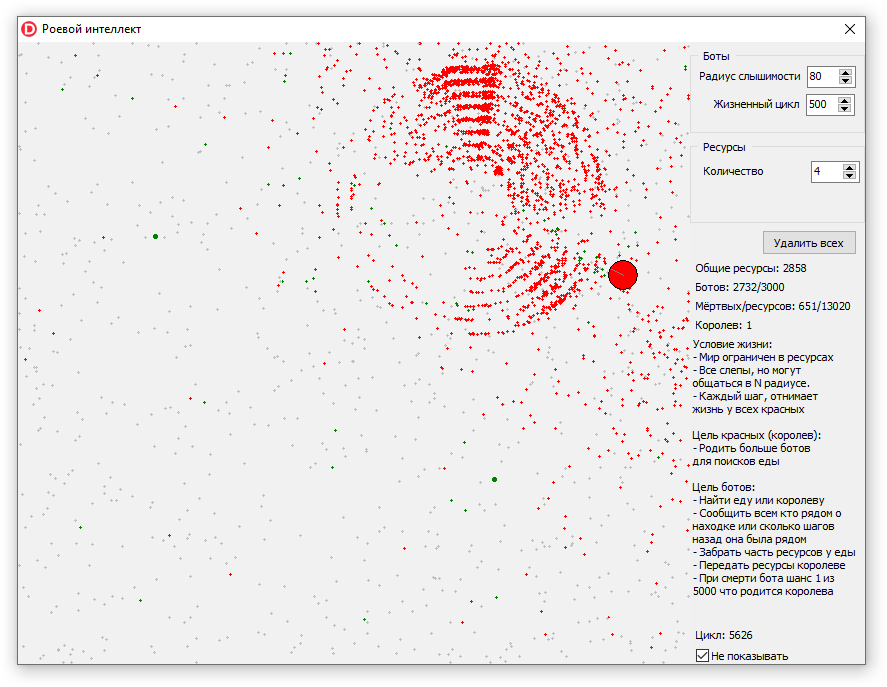 Роевой интеллект
Боты
Радиус слышимости 80
Жизненный цикл 500
Ресурсы
Количество 4
Удалить всех
Общие ресурсы: 2858
Ботов: 2732/3000
Мёртвых/ресурсов: 651/13020
Королев: 1
Условие жизни:
- Мир ограничен в ресурсах
- Все слепы, но могут
общаться в N радиусе.
- Каждый шаг, отнимает
жизнь у всех красных
Цель красных (королев):
- Родить больше ботов
для поисков еды
Цель ботов:
- Найти еду или королеву
- Сообщить всем кто рядом о
находке или сколько шагов
назад она была рядом
- Забрать часть ресурсов у еды
- Передать ресурсы королеве
- При смерти бота шанс 1 из
5000 что родится королева
Цикл: 5626
Не показывать